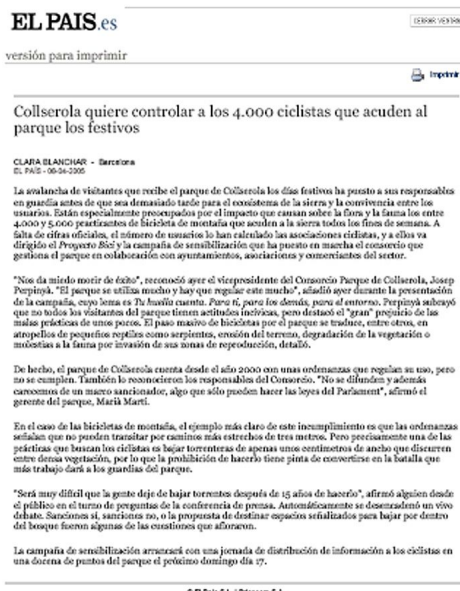 EL PAIS.es
CERRAR VENTANA
versión para imprimir
Imprimir
Collserola quiere controlar a los 4.000 ciclistas que acuden al
parque los festivos
CLARA BLANCHAR - Barcelona
EL PAÍS - 06-04-2005
La avalancha de visitantes que recibe el parque de Collserola los días festivos ha puesto a sus responsables
en guardia antes de que sea demasiado tarde para el ecosistema de la sierra y la convivencia entre los
usuarios. Están especialmente preocupados por el impacto que causan sobre la flora y la fauna los entre
4.000 y 5.000 practicantes de bicicleta de montaña que acuden a la sierra todos los fines de semana. A
falta de cifras oficiales, el número de usuarios lo han calculado las asociaciones ciclistas, y a ellos va
dirigido el Proyecto Bici y la campaña de sensibilización que ha puesto en marcha el consorcio que
gestiona el parque en colaboración con ayuntamientos, asociaciones y comerciantes del sector.
"Nos da miedo morir de éxito", reconoció ayer el vicepresidente del Consorcio Parque de Collserola, Josep
Perpinyà. "El parque se utiliza mucho y hay que regular este mucho", añadió ayer durante la presentación
de la campaña, cuyo lema es Tu huella cuenta. Para ti, para los demás, para el entorno. Perpinyà subrayó
que no todos los visitantes del parque tienen actitudes incívicas, pero destacó el "gran" prejuicio de las
malas prácticas de unos pocos. El paso masivo de bicicletas por el parque se traduce, entre otros, en
atropellos de pequeños reptiles como serpientes, erosión del terreno, degradación de la vegetación o
molestias a la fauna por invasión de sus zonas de reproducción, detalló.
De hecho, el parque de Collserola cuenta desde el año 2000 con unas ordenanzas que regulan su uso, pero
no se cumplen. También lo reconocieron los responsables del Consorcio. "No se difunden y además
carecemos de un marco sancionador, algo que sólo pueden hacer las leyes del Parlament", afirmó el
gerente del parque, Marià Martí.
En el caso de las bicicletas de montaña, el ejemplo más claro de este incumplimiento es que las ordenanzas
señalan que no pueden transitar por caminos más estrechos de tres metros. Pero precisamente una de las
prácticas que buscan los ciclistas es bajar torrenteras de apenas unos centímetros de ancho que discurren
entre densa vegetación, por lo que la prohibición de hacerlo tiene pinta de convertirse en la batalla que
más trabajo dará a los guardias del parque.
"Será muy difícil que la gente deje de bajar torrentes después de 15 años de hacerlo", afirmó alguien desde
el público en el turno de preguntas de la conferencia de prensa. Automáticamente se desencadenó un vivo
debate. Sanciones sí, sanciones no, o la propuesta de destinar espacios señalizados para bajar por dentro
del bosque fueron algunas de las cuestiones que afloraron.
La campaña de sensibilización arrancará con una jornada de distribución de información a los ciclistas en
una docena de puntos del parque el próximo domingo día 17.